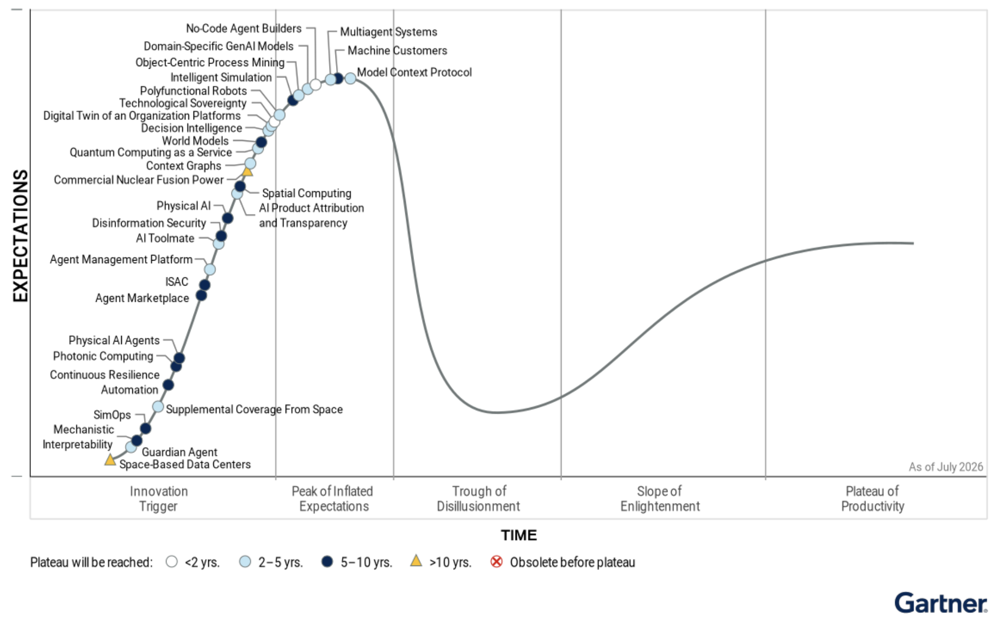 No-Code Agent Builders
Multiagent Systems
Domain-Specific GenAI Models
Machine Customers
Object-Centric Process Mining
Model Context Protocol
Intelligent Simulation
Polyfunctional Robots
Technological Sovereignty
Digital Twin of an Organization Platforms
Decision Intelligence
World Models
Quantum Computing as a Service
Context Graphs
Commercial Nuclear Fusion Power
Spatial Computing
AI Product Attribution
and Transparency
Physical AI
Disinformation Security
AI Toolmate
Agent Management Platform
ISAC
Agent Marketplace
Physical AI Agents
Photonic Computing
Continuous Resilience
Automation
Supplemental Coverage From Space
SimOps
Mechanistic
Interpretability
Guardian Agent
Space-Based Data Centers
EXPECTATIONS
As of July 2026
Innovation
Trigger
Peak of Inflated
Expectations
Trough of
Disillusionment
Slope of
Enlightenment
Plateau of
Productivity
TIME
Plateau will be reached: <2 yrs. 2–5 yrs. 5–10 yrs. >10 yrs. Obsolete before plateau
Gartner®